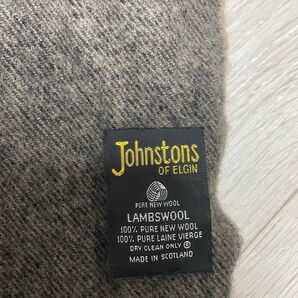 Johnstons
OF ELGIN
PURE NEW WOOL
LAMBSWOOL
100% PURE NEW WOOL
100% PURE LAINE VIERGE
DRY CLEAN ONLY Ⓟ
MADE IN SCOTLAND